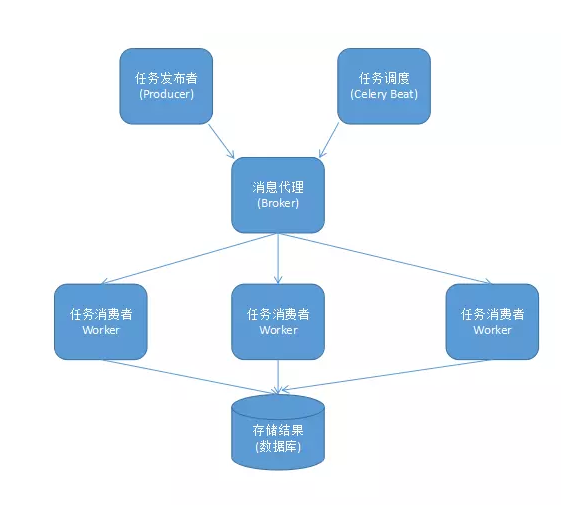 任务发布者
(Producer)
任务调度
(Celery Beat)
消息代理
(Broker)
任务消费者
Worker
任务消费者
Worker
任务消费者
Worker
存储结果
(数据库)